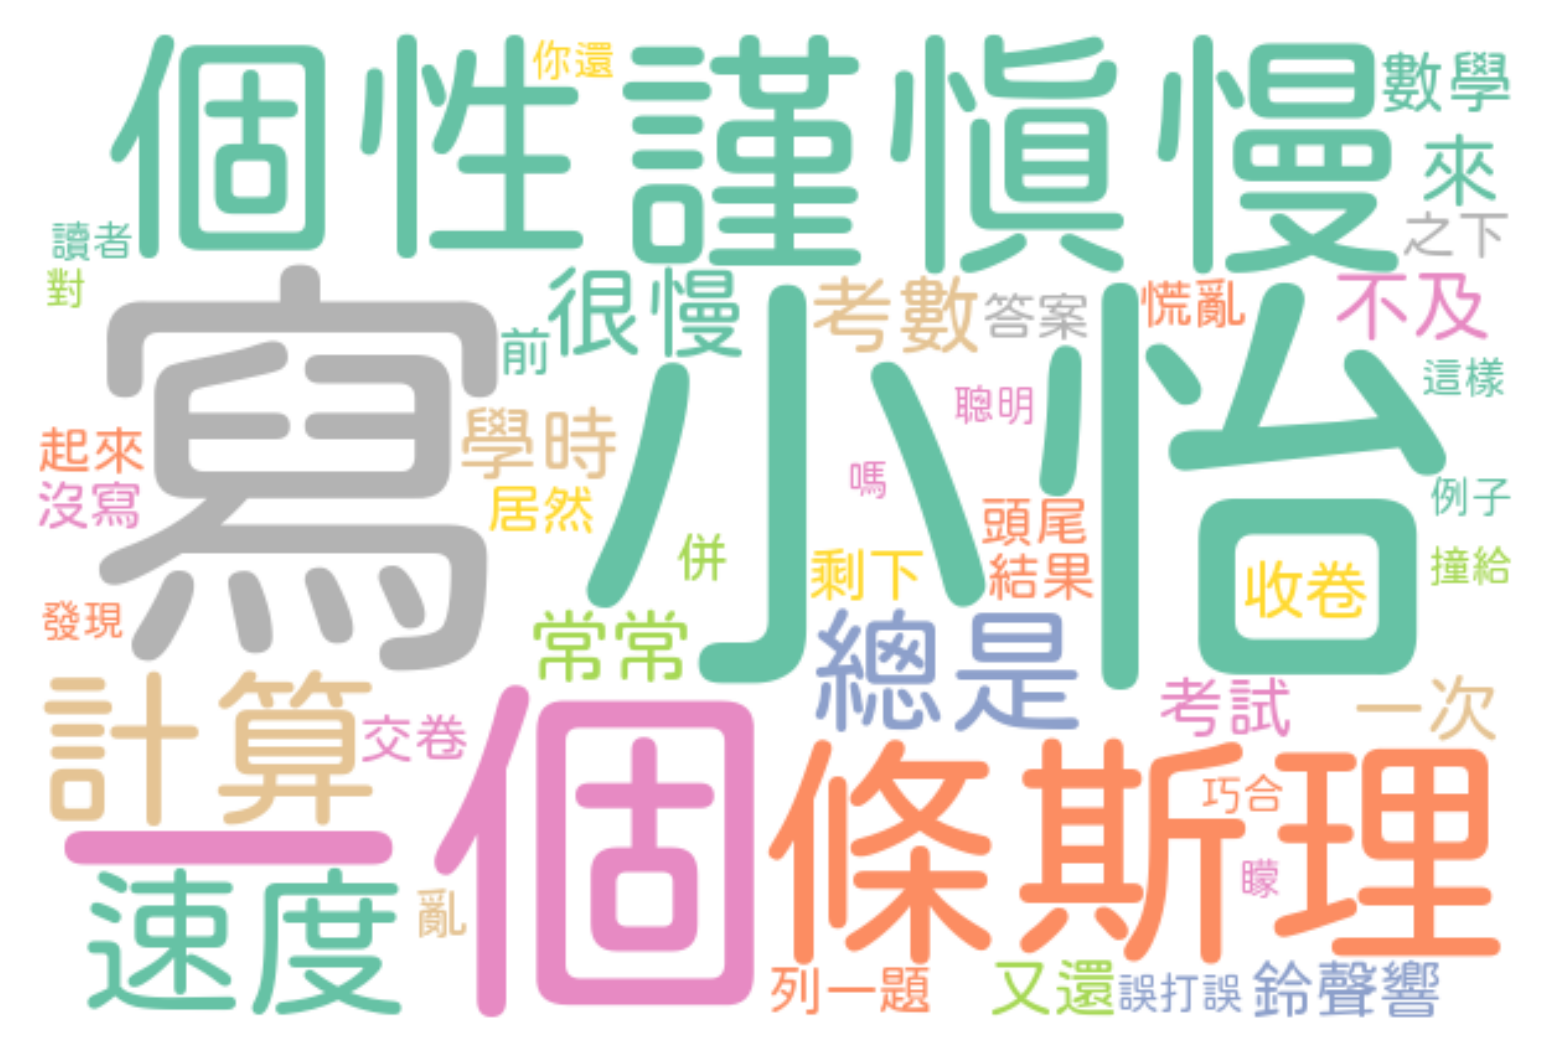 個性謹慎慢
你還
數學
來
之下
讀者
對
寫
很慢
前
小怡
考數
答案
慌亂
不及
這樣
聰明
起來
學時
沒寫
居然
嗎
例子
頭尾
併
剩下
結果
收卷
撞給
發現
常常
總是
計算
交卷
考試
一次
一個
條斯理
巧合
矇
速度
亂
列一題
又還
誤打誤
鈴聲響